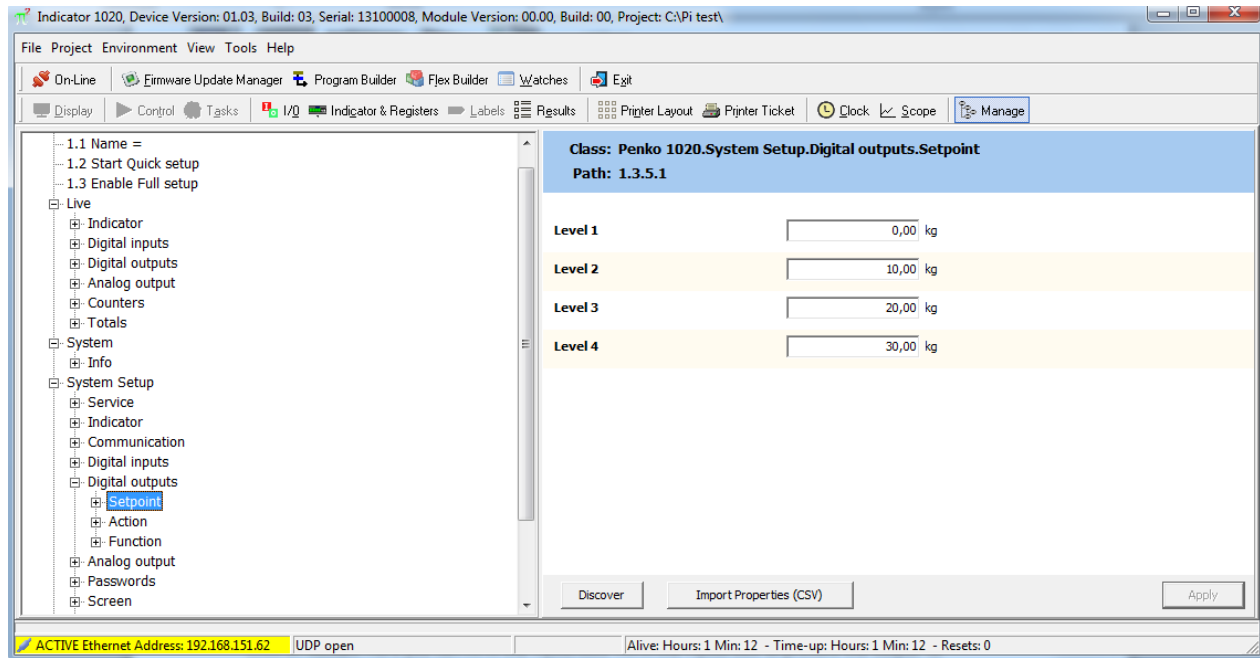 Indicator 1020, Device Version: 01.03, Build: 03, Serial: 13100008, Module Version: 00.00, Build: 00, Project: C:\Pi test\
File Project Environment View Tools Help
On-Line Firmware Update Manager Program Builder Flex Builder Watches Exit
Display Control Tasks I/O Indicator & Registers Labels Results Printer Layout Printer Ticket Clock Scope Manage
1.1 Name =
1.2 Start Quick setup
1.3 Enable Full setup
Live
Indicator
Digital inputs
Digital outputs
Analog output
Counters
Totals
System
Info
System Setup
Service
Indicator
Communication
Digital inputs
Digital outputs
Setpoint
Action
Function
Analog output
Passwords
Screen
Class: Penko 1020.System Setup.Digital outputs.Setpoint
Path: 1.3.5.1
Level 1 0,00 kg
Level 2 10,00 kg
Level 3 20,00 kg
Level 4 30,00 kg
Discover Import Properties (CSV) Apply
ACTIVE Ethernet Address: 192.168.151.62 UDP open Alive: Hours: 1 Min: 12 - Time-up: Hours: 1 Min: 12 - Resets: 0